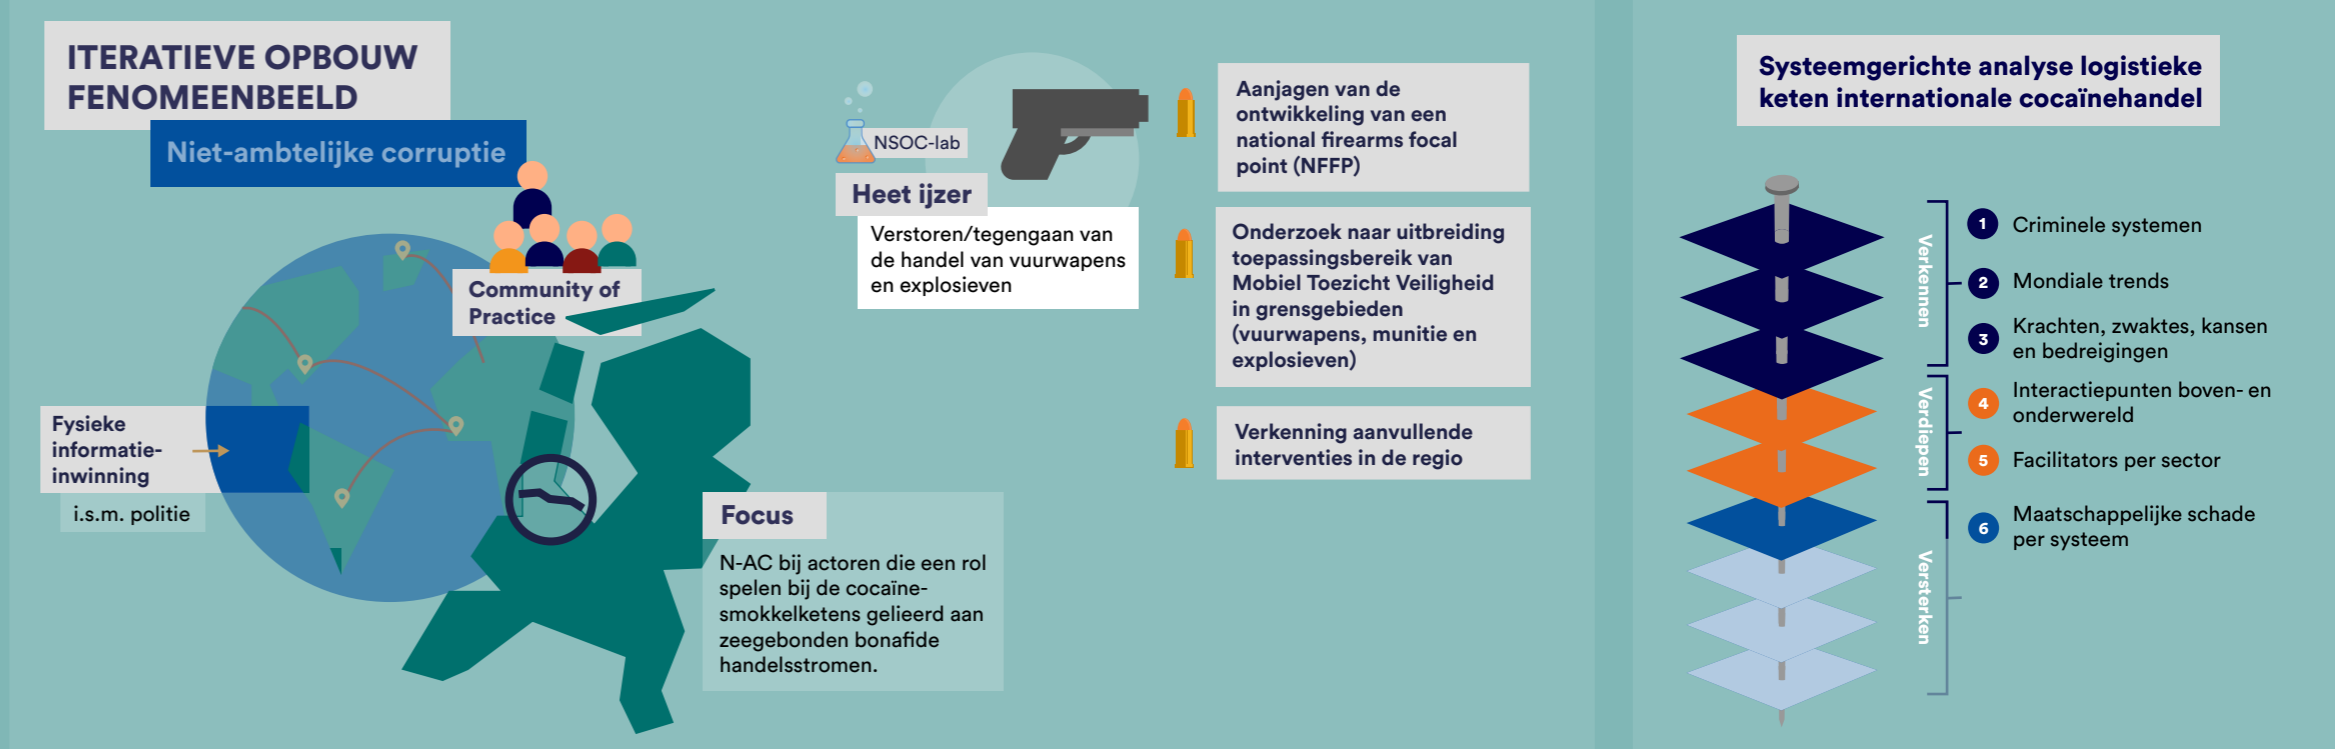 ITERATIEVE OPBOUW
FENOMEENBEELD
Niet-ambtelijke corruptie
Community of
Practice
Fysieke
informatie-
inwinning
i.s.m. politie
Focus
N-AC bij actoren die een rol
spelen bij de cocaïne-
smokkelketens gelieerd aan
zeegebonden bonafide
handelsstromen.
NSOC-lab
Heet ijzer
Verstoren/tegengaan van
de handel van vuurwapens
en explosieven
Aanjagen van de
ontwikkeling van een
national firearms focal
point (NFFP)
Onderzoek naar uitbreiding
toepassingsbereik van
Mobiel Toezicht Veiligheid
in grensgebieden
(vuurwapens, munitie en
explosieven)
Verkenning aanvullende
interventies in de regio
Systeemgerichte analyse logistieke
keten internationale cocaïnehandel
Verkennen
1 Criminele systemen
2 Mondiale trends
3 Krachten, zwaktes, kansen
en bedreigingen
Verdiepen
4 Interactiepunten boven- en
onderwereld
5 Facilitators per sector
Versterken
6 Maatschappelijke schade
per systeem